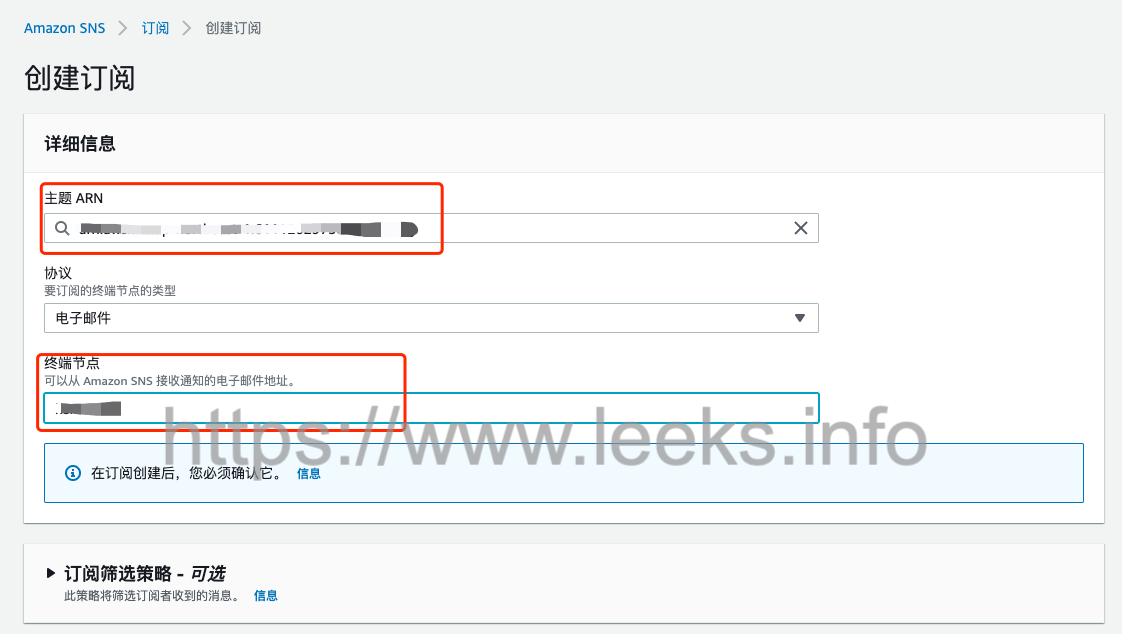 Amazon SNS > 订阅 > 创建订阅
创建订阅
详细信息
主题 ARN
协议
要订阅的终端节点的类型
电子邮件
终端节点
可以从 Amazon SNS 接收通知的电子邮件地址。
https://www.leeks.info
在订阅创建后，您必须确认它。 信息
订阅筛选策略 - 可选
此策略将筛选订阅者收到的消息。 信息